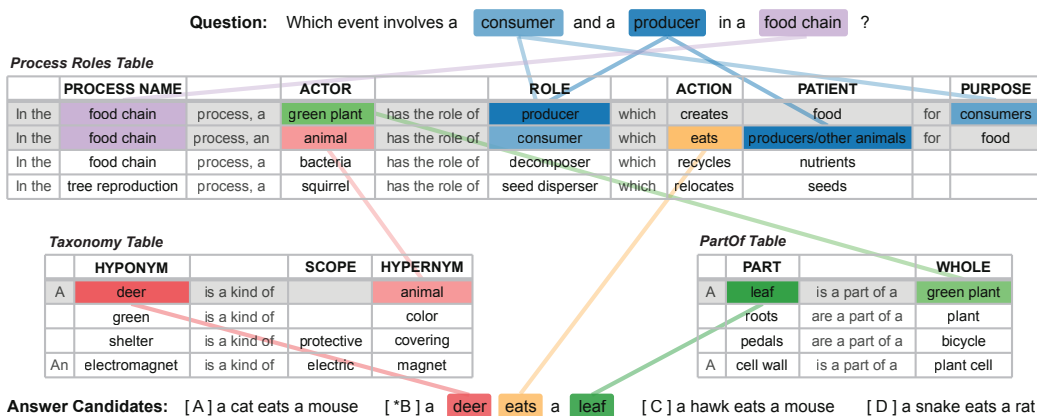 Question: Which event involves a consumer and a producer in a food chain ?
Process Roles Table
PROCESS NAME ACTOR ROLE ACTION PATIENT PURPOSE
In the food chain process, a green plant has the role of producer which creates food for consumers
In the food chain process, an animal has the role of consumer which eats producers/other animals for food
In the food chain process, a bacteria has the role of decomposer which recycles nutrients
In the tree reproduction process, a squirrel has the role of seed disperser which relocates seeds
Taxonomy Table
HYPONYM SCOPE HYPERNYM
A deer is a kind of animal
green is a kind of color
shelter is a kind of protective covering
An electromagnet is a kind of electric magnet
PartOf Table
PART WHOLE
A leaf is a part of a green plant
roots are a part of a plant
pedals are a part of a bicycle
A cell wall is a part of a plant cell
Answer Candidates: [ A ] a cat eats a mouse [ *B ] a deer eats a leaf [ C ] a hawk eats a mouse [ D ] a snake eats a rat